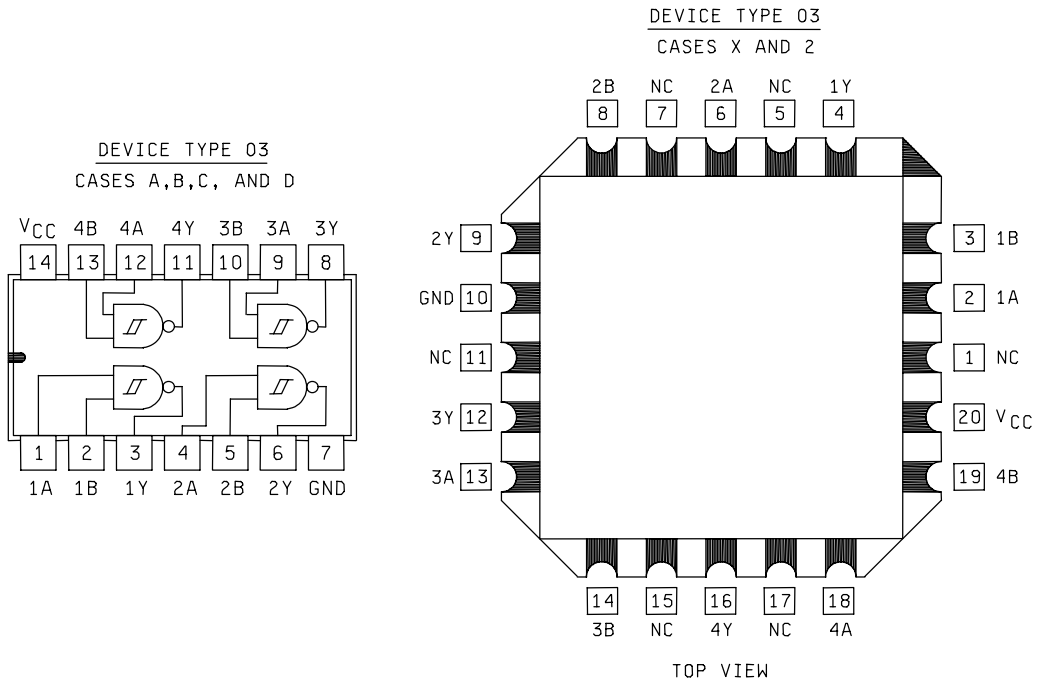 DEVICE TYPE 03
CASES A,B,C, AND D
VCC 4B 4A 4Y 3B 3A 3Y
14 13 12 11 10 9 8
1 2 3 4 5 6 7
1A 1B 1Y 2A 2B 2Y GND
DEVICE TYPE 03
CASES X AND 2
2B NC 2A NC 1Y
8 7 6 5 4
2Y 9
3 1B
GND 10
2 1A
NC 11
1 NC
3Y 12
20 VCC
3A 13
19 4B
14 15 16 17 18
3B NC 4Y NC 4A
TOP VIEW